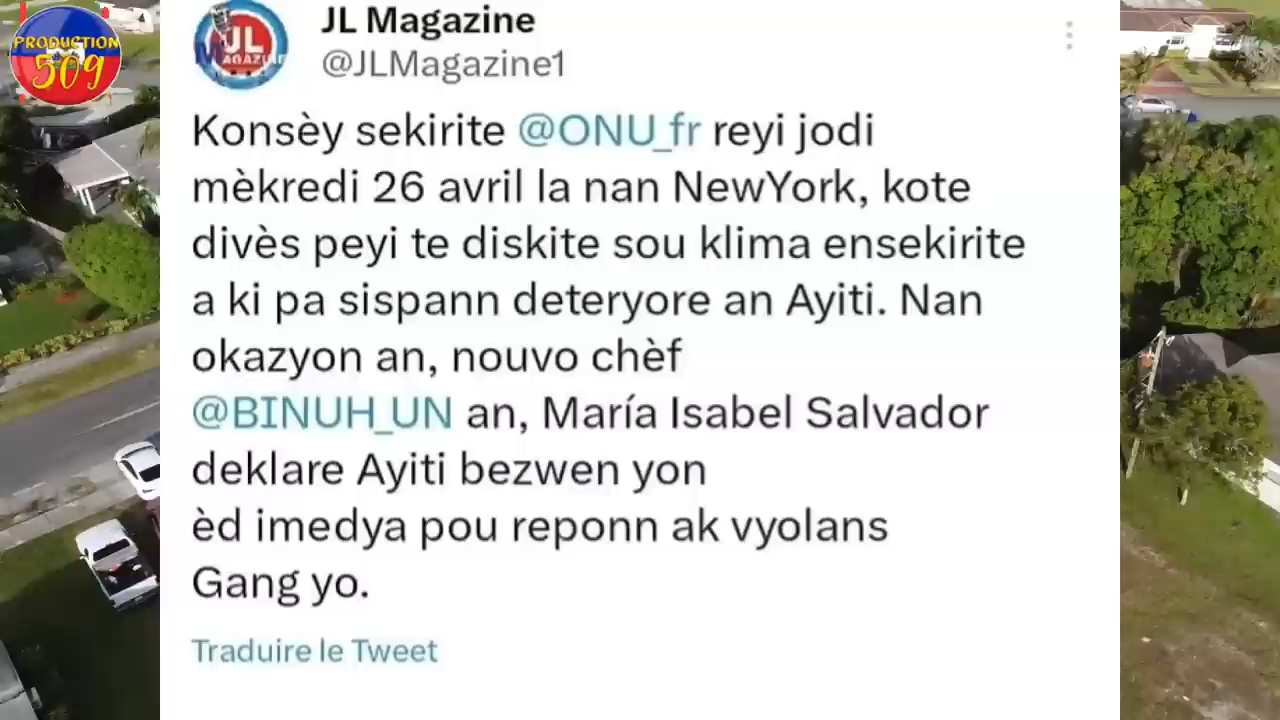 PRODUCTION
509
JL
MAGAZINE
JL Magazine
@JLMagazine1
Konsèy sekirite @ONU_fr reyi jodi
mèkredi 26 avril la nan NewYork, kote
divès peyi te diskite sou klima ensekirite
a ki pa sispann deteryore an Ayiti. Nan
okazyon an, nouvo chèf
@BINUH_UN an, María Isabel Salvador
deklare Ayiti bezwen yon
èd imedya pou reponn ak vyolans
Gang yo.
Traduire le Tweet